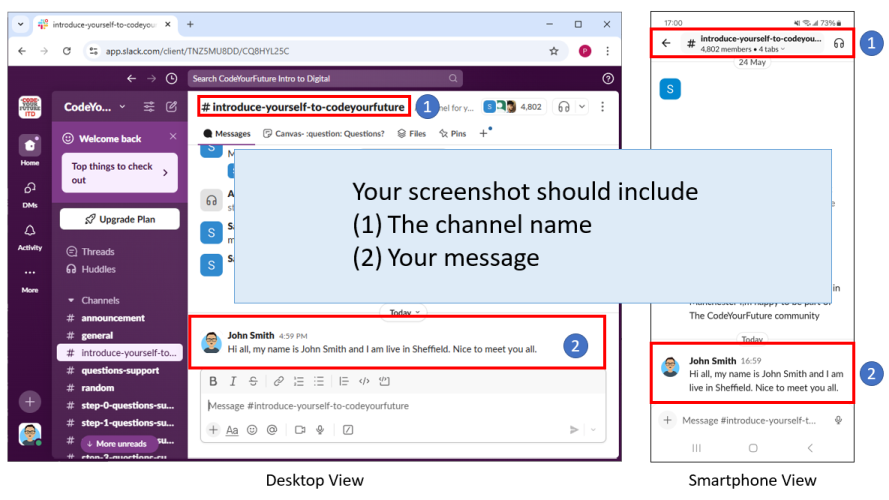 introduce-yourself-to-codeyou
app.slack.com/client/TNZ5MU8DD/CQ8HYL25C
P
Search CodeYourFuture Intro to Digital
CODE YOUR FUTURE ITD
Home
DMs
Activity
More
CodeYo...
Welcome back
Top things to check
out
Upgrade Plan
Threads
Huddles
Channels
# announcement
# general
# introduce-yourself-to...
# questions-support
# random
# step-0-questions-su...
# step-1-questions-su...
# su...
↓ More unreads
# introduce-yourself-to-codeyourfuture
1
nel for y...
S
4,802
Messages
Canvas- :question: Questions?
Files
Pins
S
S
S
Your screenshot should include
(1) The channel name
(2) Your message
Today
John Smith 4:59 PM
Hi all, my name is John Smith and I am live in Sheffield. Nice to meet you all.
2
B I S
Message #introduce-yourself-to-codeyourfuture
+ Aa @
Desktop View
17:00
73%
# introduce-yourself-to-codeyou...
4,802 members • 4 tabs
1
24 May
S
in
The CodeYourFuture community
Today
John Smith 16:59
Hi all, my name is John Smith and I am
live in Sheffield. Nice to meet you all.
2
Message #introduce-yourself-t...
Smartphone View